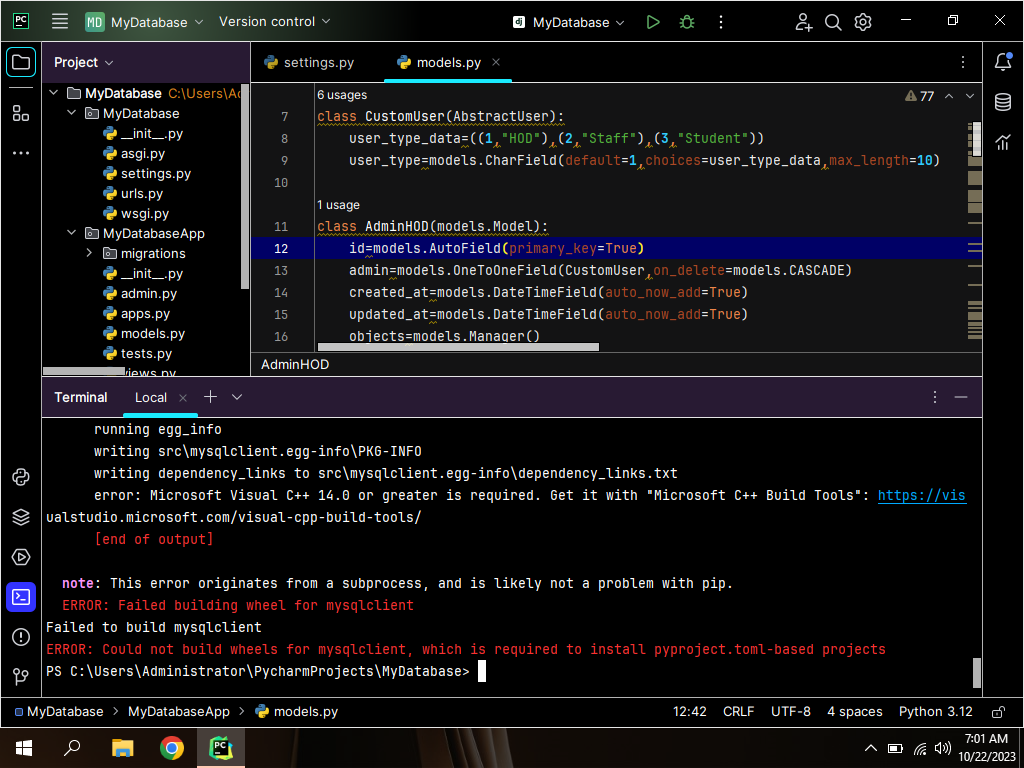 PC MD MyDatabase Version control dj MyDatabase
Project
settings.py models.py
MyDatabase C:\Users\Ad
MyDatabase
__init__.py
asgi.py
settings.py
urls.py
wsgi.py
MyDatabaseApp
migrations
__init__.py
admin.py
apps.py
models.py
tests.py
views.py
6 usages
77
7 class CustomUser(AbstractUser):
8 user_type_data=((1,"HOD"),(2,"Staff"),(3,"Student"))
9 user_type=models.CharField(default=1,choices=user_type_data,max_length=10)
10
1 usage
11 class AdminHOD(models.Model):
12 id=models.AutoField(primary_key=True)
13 admin=models.OneToOneField(CustomUser,on_delete=models.CASCADE)
14 created_at=models.DateTimeField(auto_now_add=True)
15 updated_at=models.DateTimeField(auto_now_add=True)
16 objects=models.Manager()
AdminHOD
Terminal Local
running egg_info
writing src\mysqlclient.egg-info\PKG-INFO
writing dependency_links to src\mysqlclient.egg-info\dependency_links.txt
error: Microsoft Visual C++ 14.0 or greater is required. Get it with "Microsoft C++ Build Tools": https://vis
ualstudio.microsoft.com/visual-cpp-build-tools/
[end of output]
note: This error originates from a subprocess, and is likely not a problem with pip.
ERROR: Failed building wheel for mysqlclient
Failed to build mysqlclient
ERROR: Could not build wheels for mysqlclient, which is required to install pyproject.toml-based projects
PS C:\Users\Administrator\PycharmProjects\MyDatabase>
MyDatabase MyDatabaseApp models.py 12:42 CRLF UTF-8 4 spaces Python 3.12
PC
7:01 AM
10/22/2023